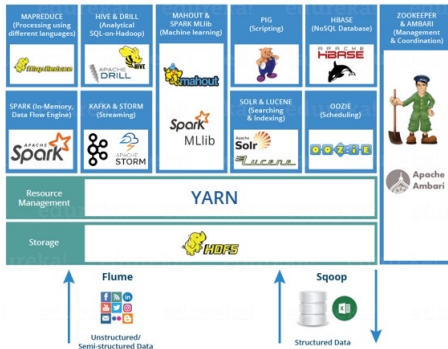 MAPREDUCE
(Processing using
different languages)
HIVE & DRILL
(Analytical
SQL-on-Hadoop)
MAHOUT &
SPARK MLlib
(Machine learning)
PIG
(Scripting)
HBASE
(NoSQL Database)
ZOOKEEPER
& AMBARI
(Management
& Coordination)
MapReduce
HIVE
APACHE
DRILL
mahout
APACHE
HBASE
SPARK (In-Memory,
Data Flow Engine)
KAFKA & STORM
(Streaming)
SOLR & LUCENE
(Searching
& Indexing)
OOZIE
(Scheduling)
APACHE
Spark
APACHE
STORM
Spark
MLlib
Apache
Solr
Lucene
OOZIE
Apache
Ambari
Resource
Management
YARN
Storage
HDFS
Flume
Unstructured/
Semi-structured Data
Sqoop
Structured Data